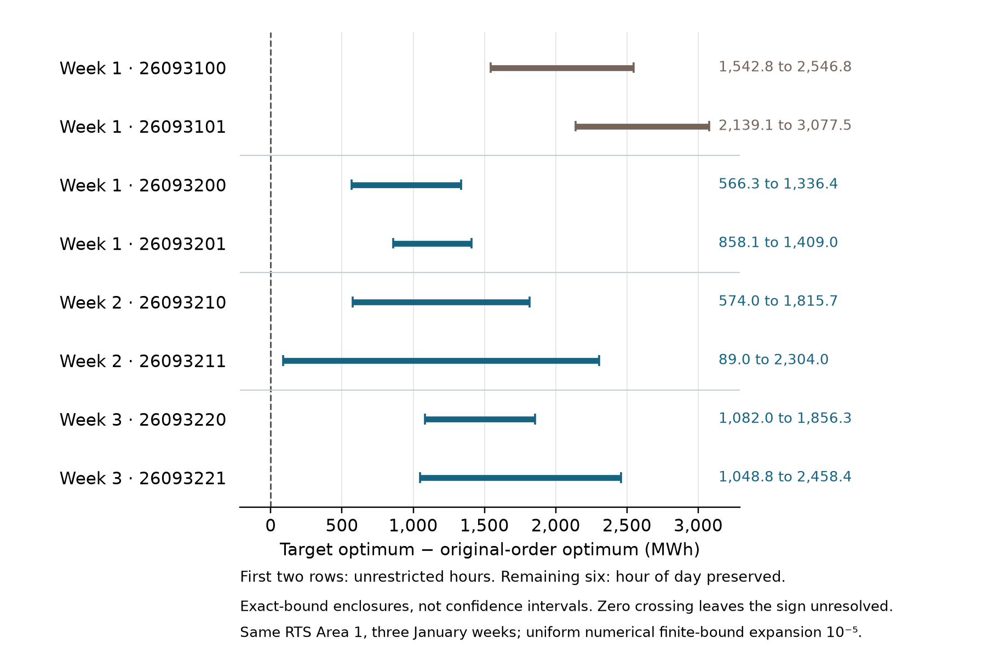 Week 1 · 26093100 1,542.8 to 2,546.8
Week 1 · 26093101 2,139.1 to 3,077.5
Week 1 · 26093200 566.3 to 1,336.4
Week 1 · 26093201 858.1 to 1,409.0
Week 2 · 26093210 574.0 to 1,815.7
Week 2 · 26093211 89.0 to 2,304.0
Week 3 · 26093220 1,082.0 to 1,856.3
Week 3 · 26093221 1,048.8 to 2,458.4
0 500 1,000 1,500 2,000 2,500 3,000
Target optimum − original-order optimum (MWh)
First two rows: unrestricted hours. Remaining six: hour of day preserved.
Exact-bound enclosures, not confidence intervals. Zero crossing leaves the sign unresolved.
Same RTS Area 1, three January weeks; uniform numerical finite-bound expansion 10⁻⁵.